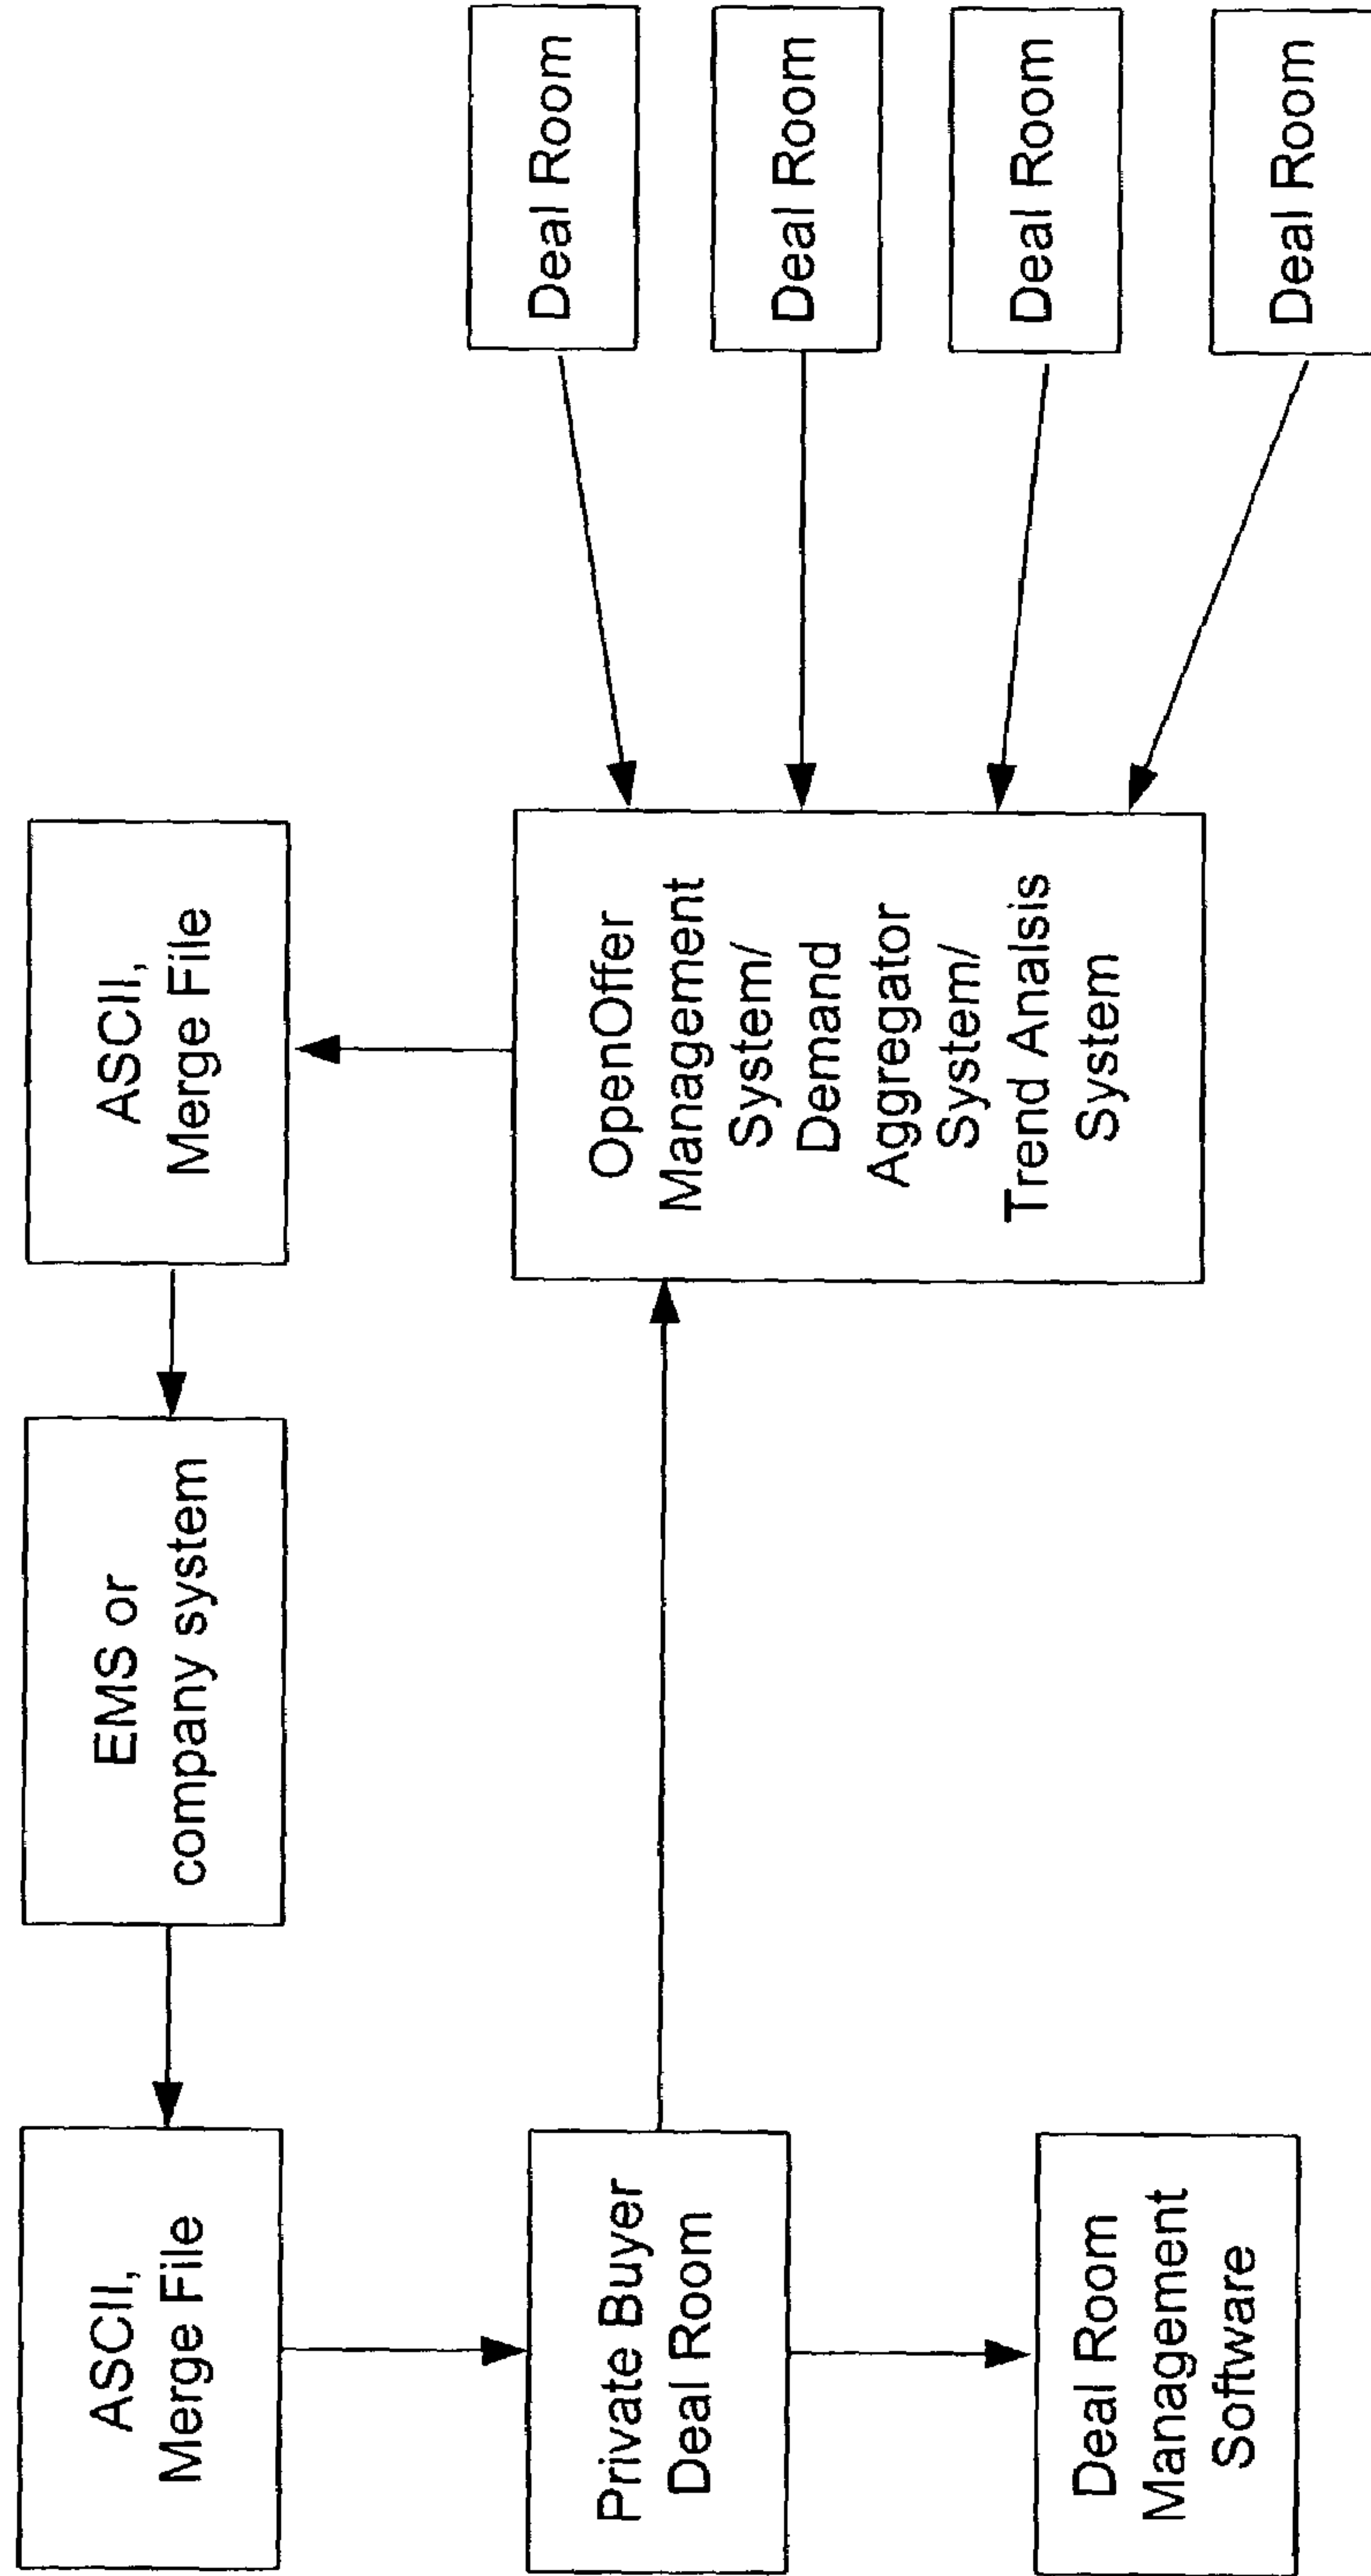 ASCII,
Merge File
EMS or
company system
ASCII,
Merge File
Private Buyer
Deal Room
OpenOffer
Management
System/
Demand
Aggregator
System/
Trend Analsis
System
Deal Room
Deal Room
Deal Room
Deal Room
Deal Room
Management
Software